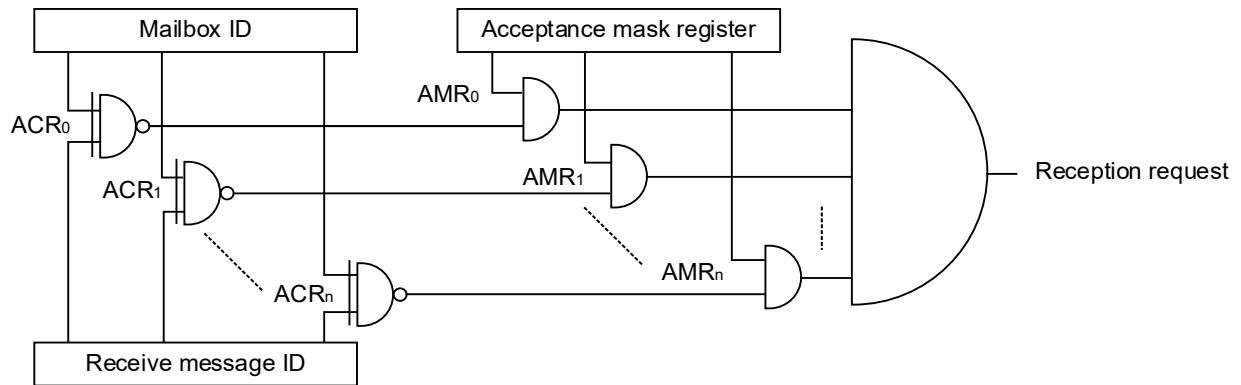 Mailbox ID
Acceptance mask register
ACR0
AMR0
ACR1
AMR1
Reception request
ACRn
AMRn
Receive message ID